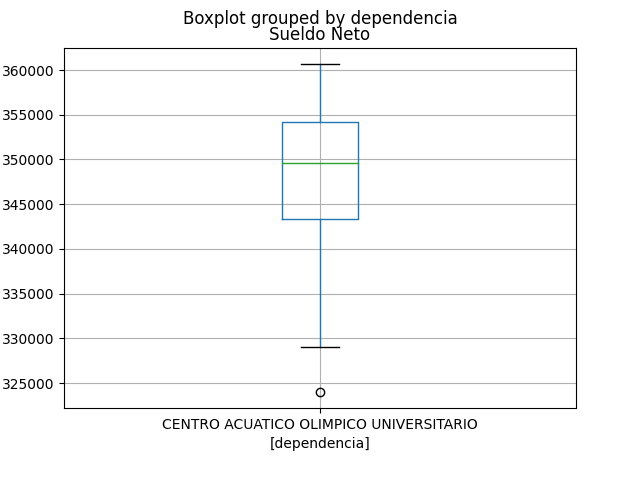 Boxplot grouped by dependencia
Sueldo Neto
360000
355000
350000
345000
340000
335000
330000
325000
CENTRO ACUATICO OLIMPICO UNIVERSITARIO
[dependencia]